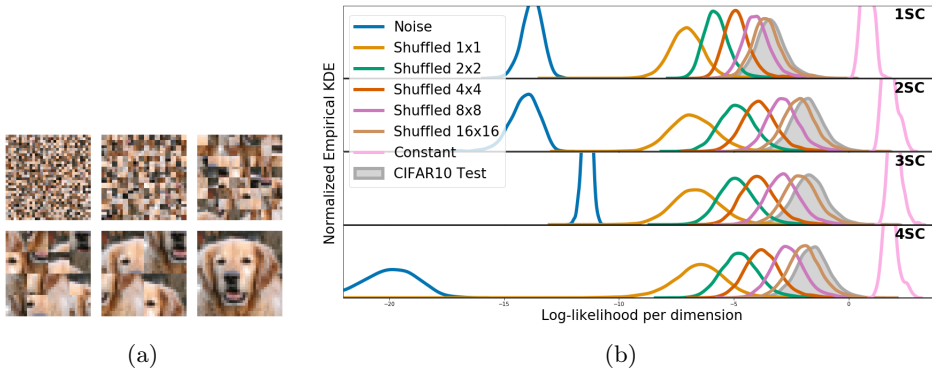 1SC
Noise
Shuffled 1x1
Shuffled 2x2
Shuffled 4x4
Shuffled 8x8
Shuffled 16x16
Constant
CIFAR10 Test
2SC
3SC
4SC
Normalized Empirical KDE
−20 −15 −10 −5 0
Log-likelihood per dimension
(a) (b)